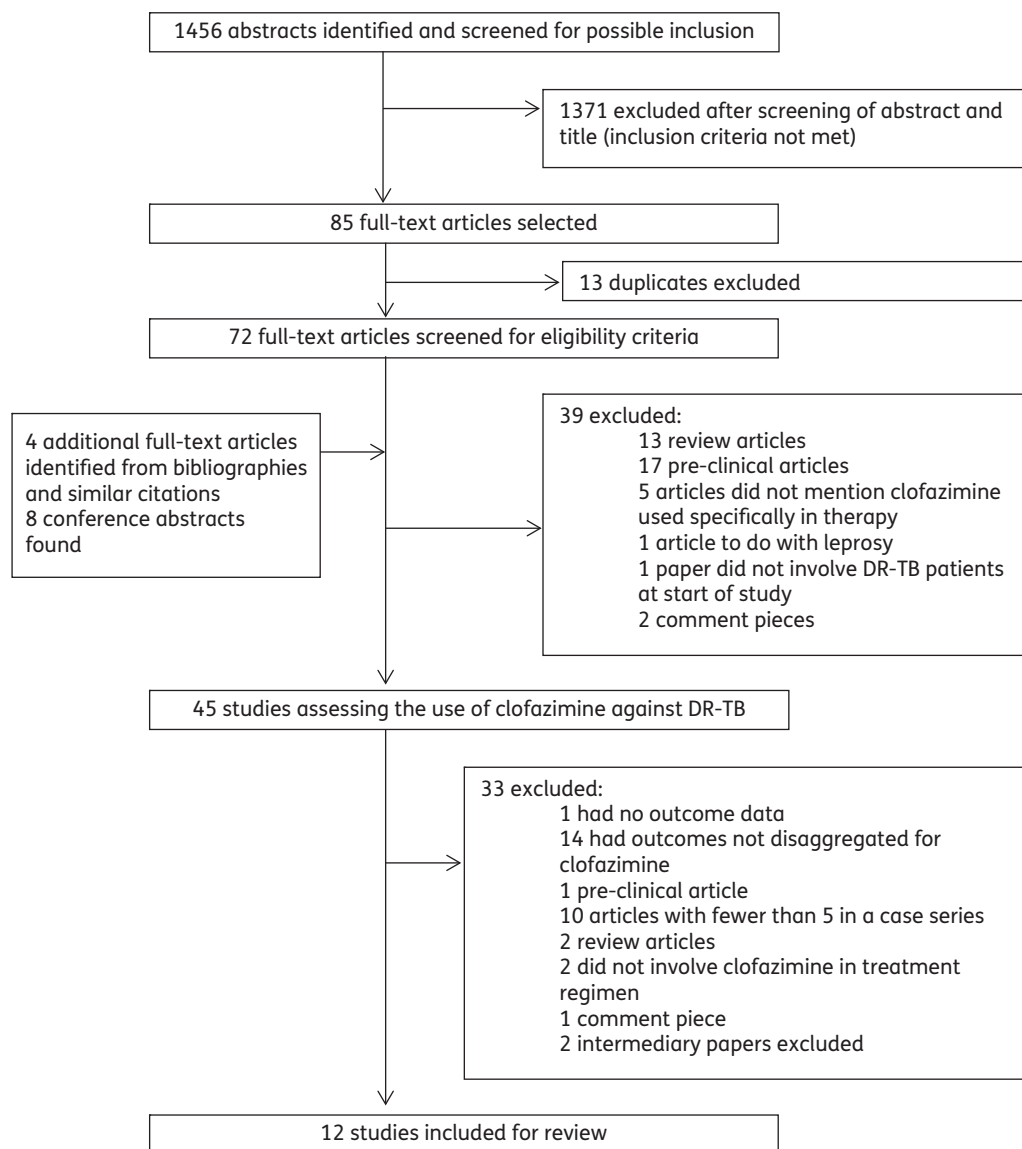 1456 abstracts identified and screened for possible inclusion
1371 excluded after screening of abstract and
title (inclusion criteria not met)
85 full-text articles selected
13 duplicates excluded
72 full-text articles screened for eligibility criteria
4 additional full-text articles
identified from bibliographies
and similar citations
8 conference abstracts
found
39 excluded:
13 review articles
17 pre-clinical articles
5 articles did not mention clofazimine
used specifically in therapy
1 article to do with leprosy
1 paper did not involve DR-TB patients
at start of study
2 comment pieces
45 studies assessing the use of clofazimine against DR-TB
33 excluded:
1 had no outcome data
14 had outcomes not disaggregated for
clofazimine
1 pre-clinical article
10 articles with fewer than 5 in a case series
2 review articles
2 did not involve clofazimine in treatment
regimen
1 comment piece
2 intermediary papers excluded
12 studies included for review